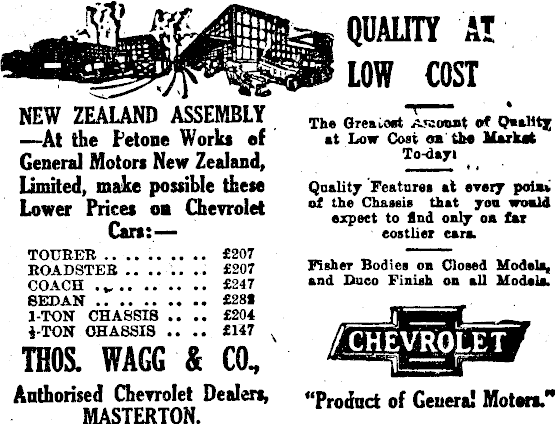 NEW ZEALAND ASSEMBLY
—At the Petone Works of
General Motors New Zealand,
Limited, make possible these
Lower Prices on Chevrolet
Cars:—
TOURER .. .. .. .. .. £207
ROADSTER .. .. .. .. £207
COACH .. .. .. .. .. £247
SEDAN .. .. .. .. .. £282
1-TON CHASSIS .. .. £204
½-TON CHASSIS .. .. £147
THOS. WAGG & CO.,
Authorised Chevrolet Dealers,
MASTERTON.
QUALITY AT
LOW COST
The Greatest Amount of Quality
at Low Cost on the Market
To-day!
Quality Features at every point
of the Chassis that you would
expect to find only on far
costlier cars.
Fisher Bodies on Closed Models,
and Duco Finish on all Models.
CHEVROLET
"Product of General Motors."